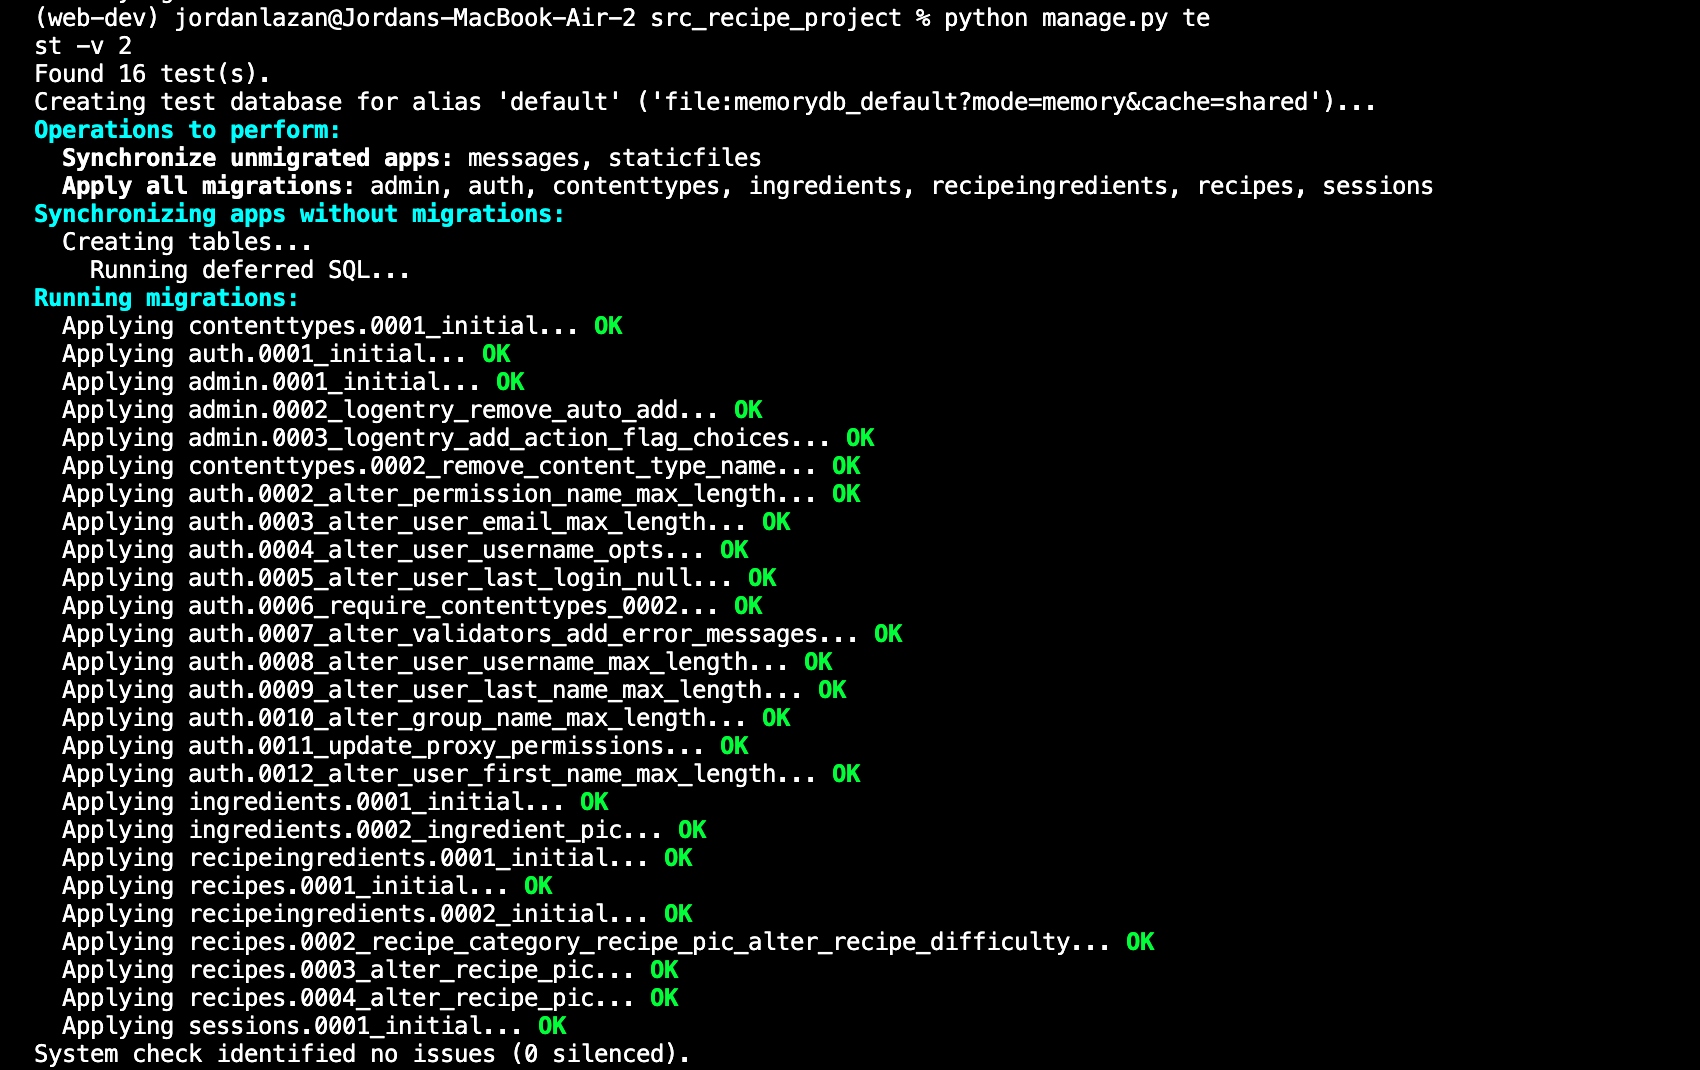 (web-dev) jordanlazan@Jordans-MacBook-Air-2 src_recipe_project % python manage.py te
st -v 2
Found 16 test(s).
Creating test database for alias 'default' ('file:memorydb_default?mode=memory&cache=shared')...
Operations to perform:
  Synchronize unmigrated apps: messages, staticfiles
  Apply all migrations: admin, auth, contenttypes, ingredients, recipeingredients, recipes, sessions
Synchronizing apps without migrations:
  Creating tables...
    Running deferred SQL...
Running migrations:
  Applying contenttypes.0001_initial... OK
  Applying auth.0001_initial... OK
  Applying admin.0001_initial... OK
  Applying admin.0002_logentry_remove_auto_add... OK
  Applying admin.0003_logentry_add_action_flag_choices... OK
  Applying contenttypes.0002_remove_content_type_name... OK
  Applying auth.0002_alter_permission_name_max_length... OK
  Applying auth.0003_alter_user_email_max_length... OK
  Applying auth.0004_alter_user_username_opts... OK
  Applying auth.0005_alter_user_last_login_null... OK
  Applying auth.0006_require_contenttypes_0002... OK
  Applying auth.0007_alter_validators_add_error_messages... OK
  Applying auth.0008_alter_user_username_max_length... OK
  Applying auth.0009_alter_user_last_name_max_length... OK
  Applying auth.0010_alter_group_name_max_length... OK
  Applying auth.0011_update_proxy_permissions... OK
  Applying auth.0012_alter_user_first_name_max_length... OK
  Applying ingredients.0001_initial... OK
  Applying ingredients.0002_ingredient_pic... OK
  Applying recipeingredients.0001_initial... OK
  Applying recipes.0001_initial... OK
  Applying recipeingredients.0002_initial... OK
  Applying recipes.0002_recipe_category_recipe_pic_alter_recipe_difficulty... OK
  Applying recipes.0003_alter_recipe_pic... OK
  Applying recipes.0004_alter_recipe_pic... OK
  Applying sessions.0001_initial... OK
System check identified no issues (0 silenced).